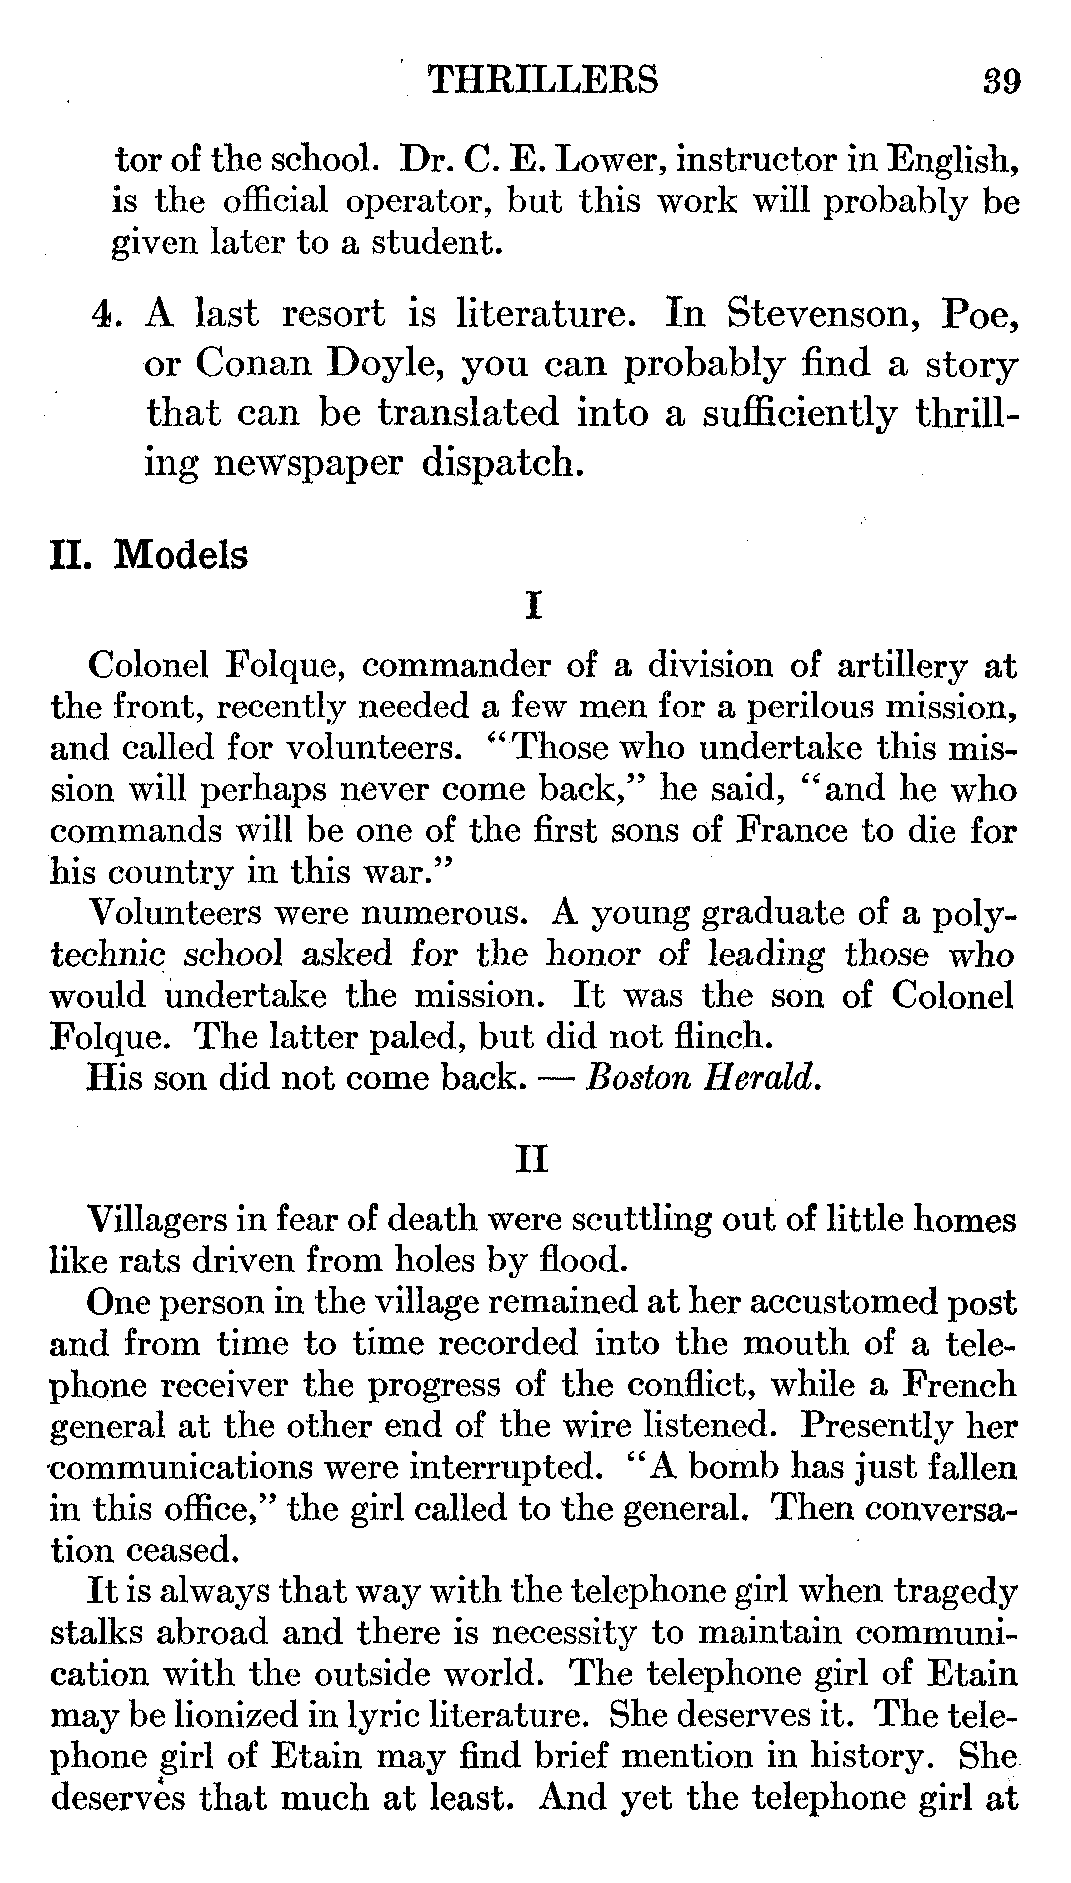 THRILLERS 39
tor of the school. Dr. C. E. Lower, instructor in English,
is the official operator, but this work will probably be
given later to a student.
4. A last resort is literature. In Stevenson, Poe,
or Conan Doyle, you can probably find a story
that can be translated into a sufficiently thrill-
ing newspaper dispatch.
II. Models
I
Colonel Folque, commander of a division of artillery at
the front, recently needed a few men for a perilous mission,
and called for volunteers. “Those who undertake this mis-
sion will perhaps never come back,” he said, “and he who
commands will be one of the first sons of France to die for
his country in this war.”
Volunteers were numerous. A young graduate of a poly-
technic school asked for the honor of leading those who
would undertake the mission. It was the son of Colonel
Folque. The latter paled, but did not flinch.
His son did not come back. — Boston Herald.
II
Villagers in fear of death were scuttling out of little homes
like rats driven from holes by flood.
One person in the village remained at her accustomed post
and from time to time recorded into the mouth of a tele-
phone receiver the progress of the conflict, while a French
general at the other end of the wire listened. Presently her
communications were interrupted. “A bomb has just fallen
in this office,” the girl called to the general. Then conversa-
tion ceased.
It is always that way with the telephone girl when tragedy
stalks abroad and there is necessity to maintain communi-
cation with the outside world. The telephone girl of Etain
may be lionized in lyric literature. She deserves it. The tele-
phone girl of Etain may find brief mention in history. She
deserves that much at least. And yet the telephone girl at